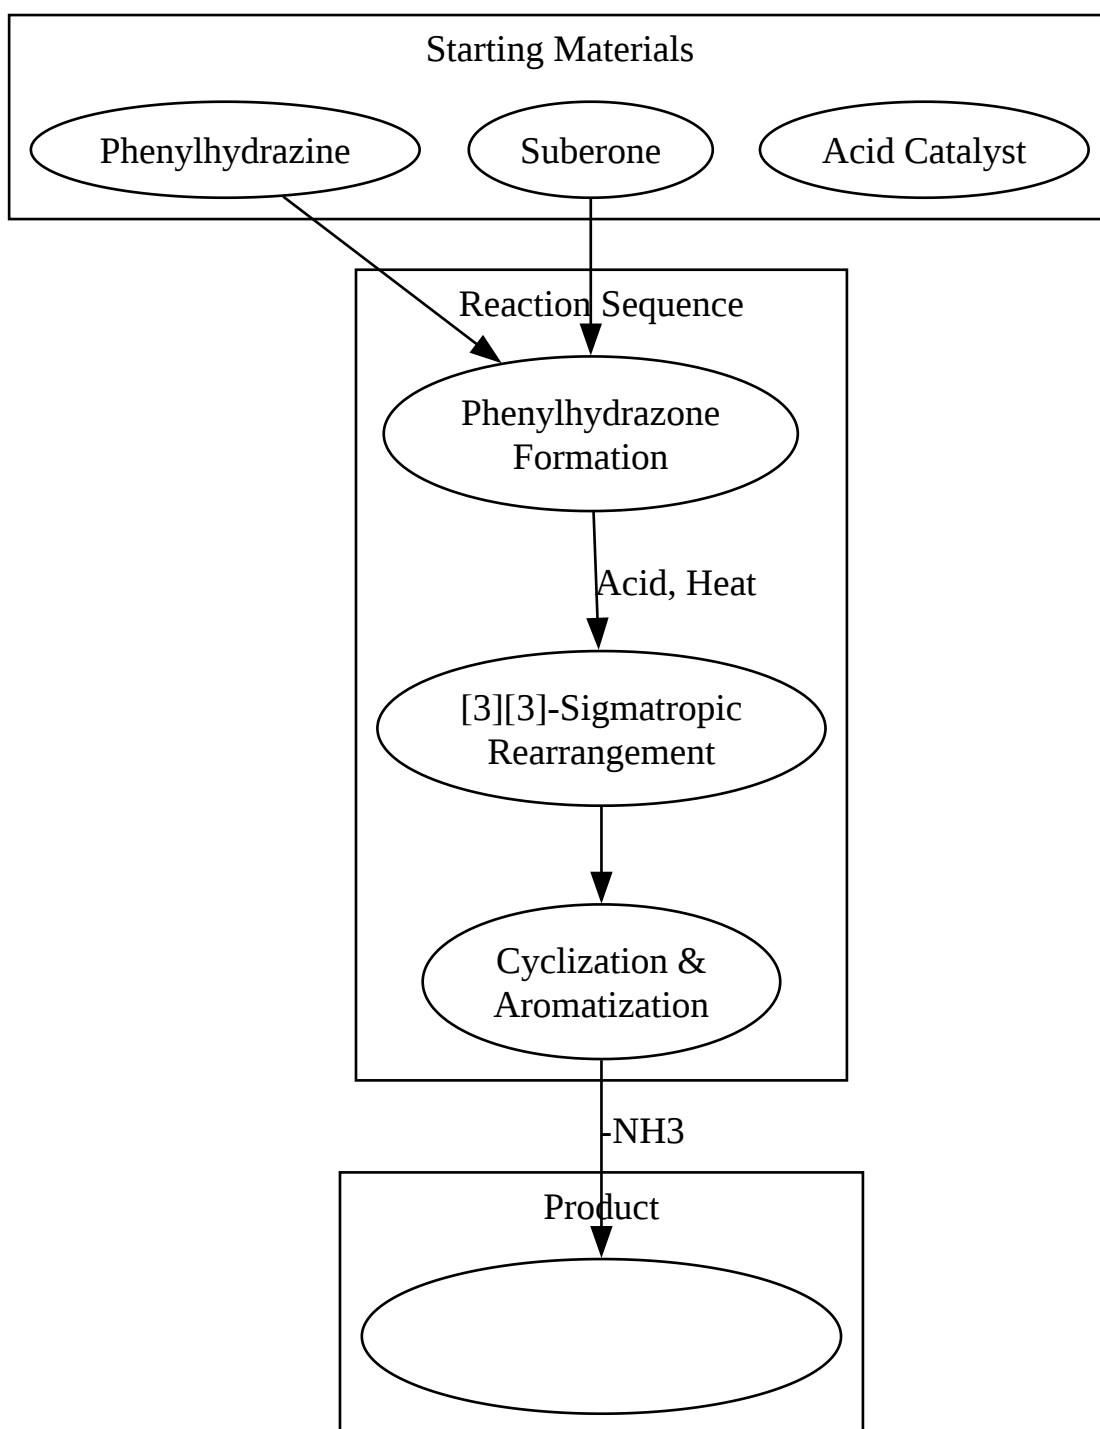 Starting Materials
Phenylhydrazine
Suberone
Acid Catalyst
Reaction Sequence
Phenylhydrazone
Formation
Acid, Heat
[3][3]-Sigmatropic
Rearrangement
Cyclization &
Aromatization
-NH3
Product